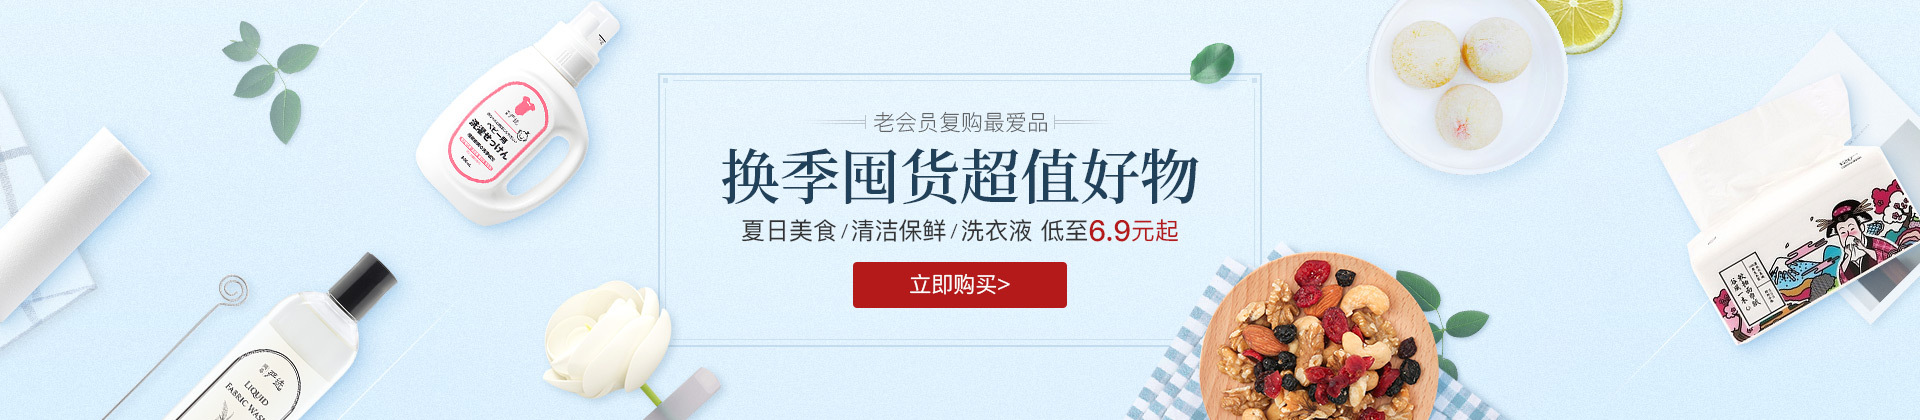 老会员复购最爱品
换季囤货超值好物
夏日美食/清洁保鲜/洗衣液 低至6.9元起
立即购买>
ベビー用
洗濯せっけん
800mL
严选
LIQUID
FABRIC WASH